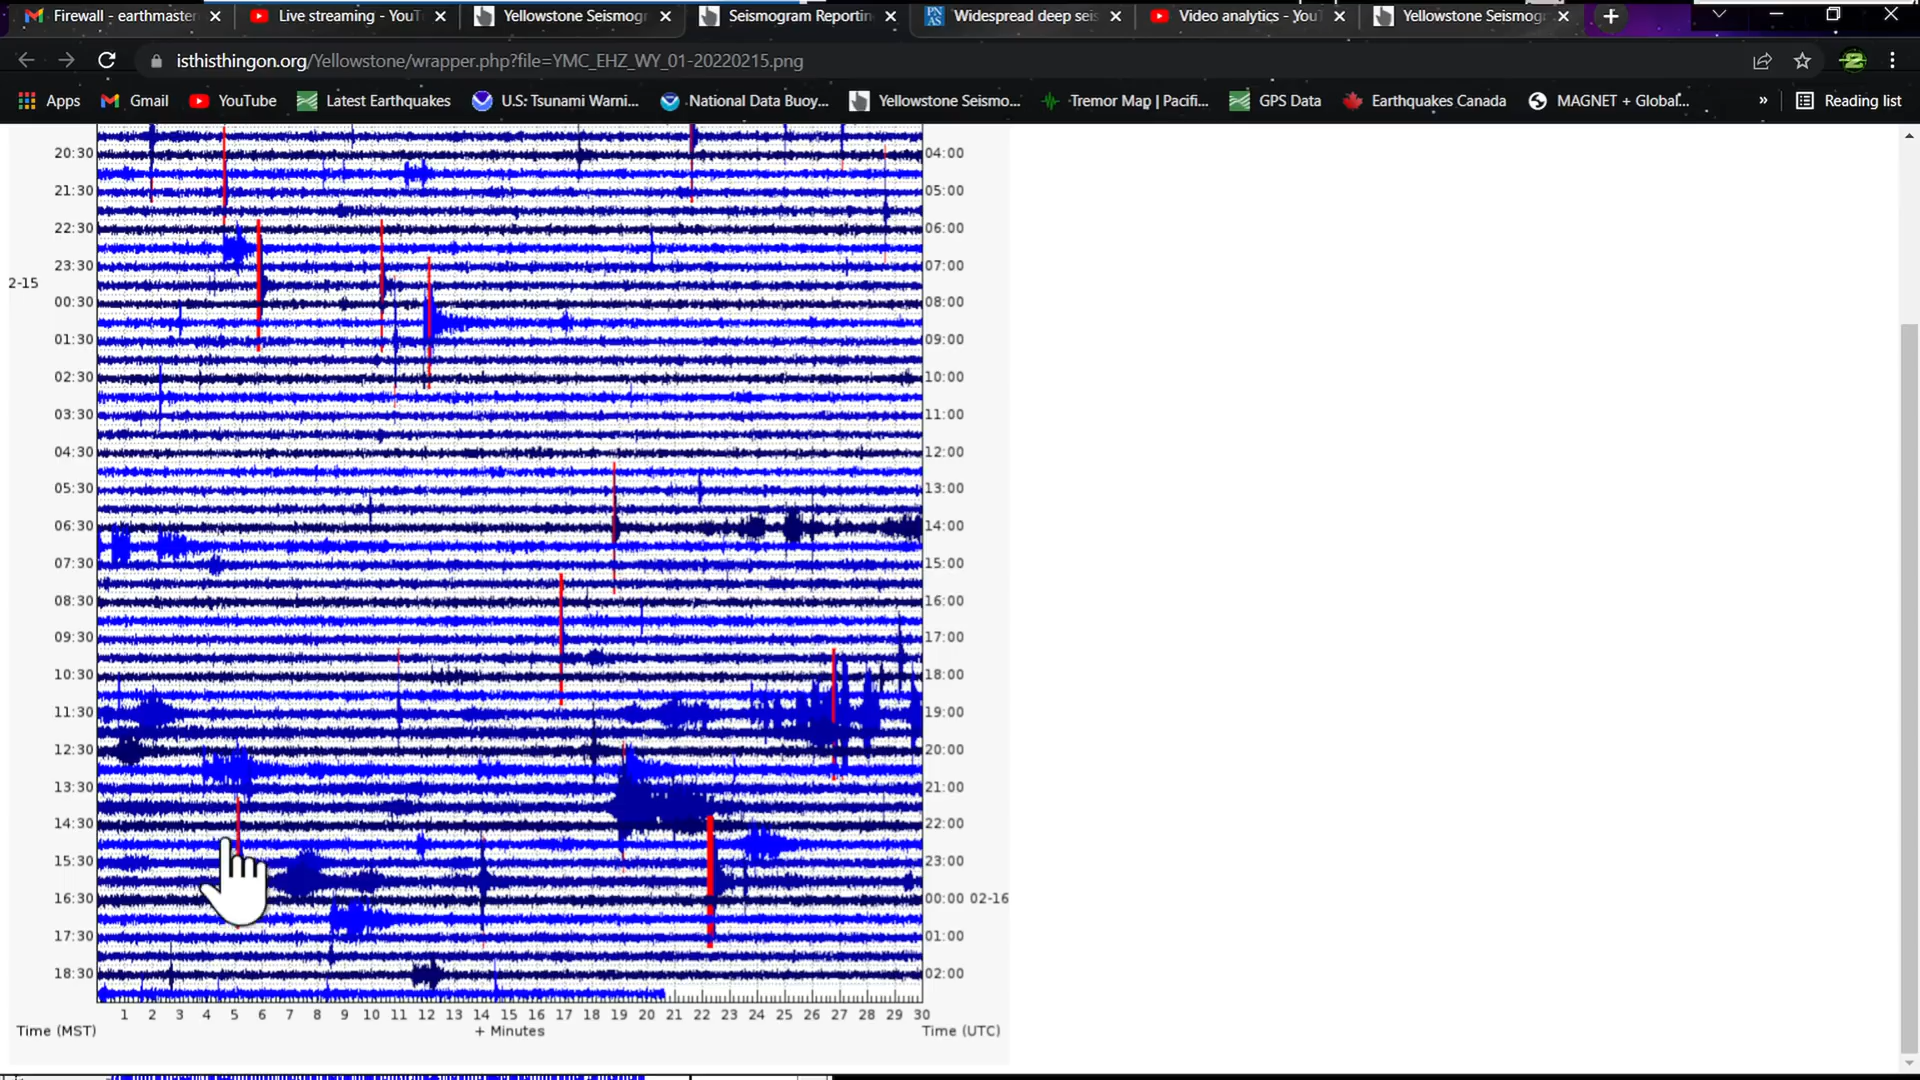 Firewall - earthmaster
Live streaming - YouT
Yellowstone Seismogr
Seismogram Reportin
PN AS
Widespread deep seis
Video analytics - YouT
Yellowstone Seismog
isthisthingon.org/Yellowstone/wrapper.php?file=YMC_EHZ_WY_01-20220215.png
Apps
Gmail
YouTube
Latest Earthquakes
U.S: Tsunami Warni...
National Data Buoy...
Yellowstone Seismo...
Tremor Map | Pacifi...
GPS Data
Earthquakes Canada
MAGNET + Global...
»
Reading list
20:30 04:00
21:30 05:00
22:30 06:00
23:30 07:00
2-15
00:30 08:00
01:30 09:00
02:30 10:00
03:30 11:00
04:30 12:00
05:30 13:00
06:30 14:00
07:30 15:00
08:30 16:00
09:30 17:00
10:30 18:00
11:30 19:00
12:30 20:00
13:30 21:00
14:30 22:00
15:30 23:00
16:30 00:00 02-16
17:30 01:00
18:30 02:00
1 2 3 4 5 6 7 8 9 10 11 12 13 14 15 16 17 18 19 20 21 22 23 24 25 26 27 28 29 30
Time (MST) + Minutes Time (UTC)